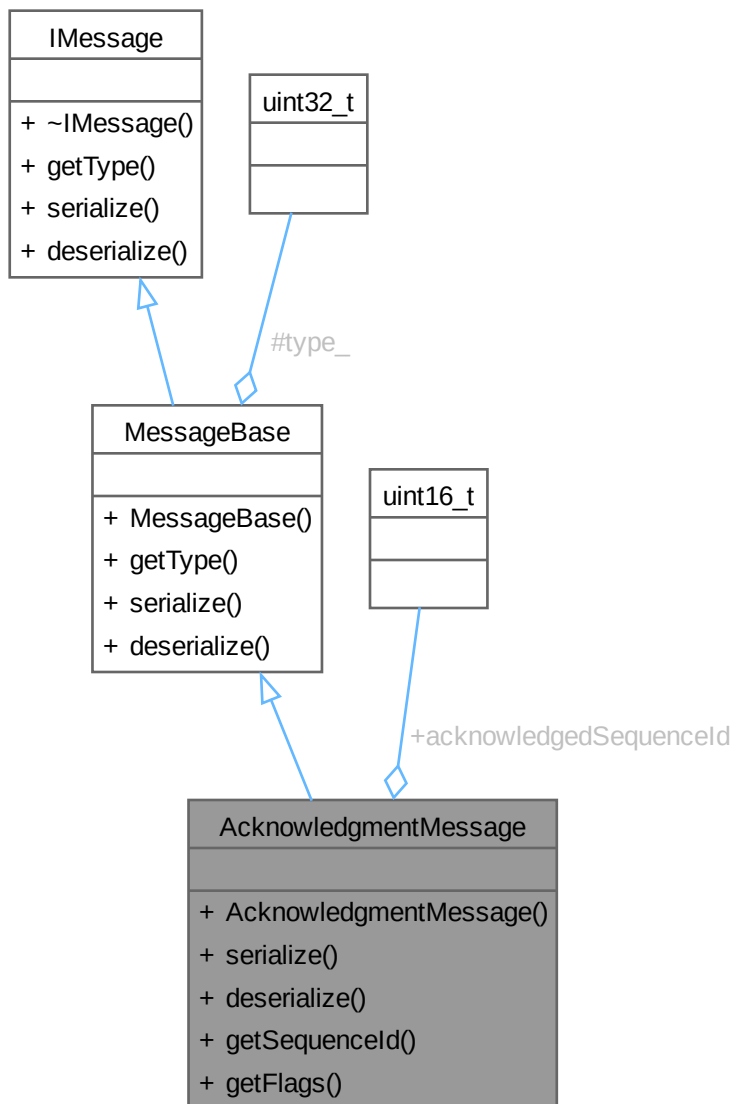 IMessage
+ ~IMessage()
+ getType()
+ serialize()
+ deserialize()
uint32_t
#type_
MessageBase
+ MessageBase()
+ getType()
+ serialize()
+ deserialize()
uint16_t
+acknowledgedSequenceId
AcknowledgmentMessage
+ AcknowledgmentMessage()
+ serialize()
+ deserialize()
+ getSequenceId()
+ getFlags()